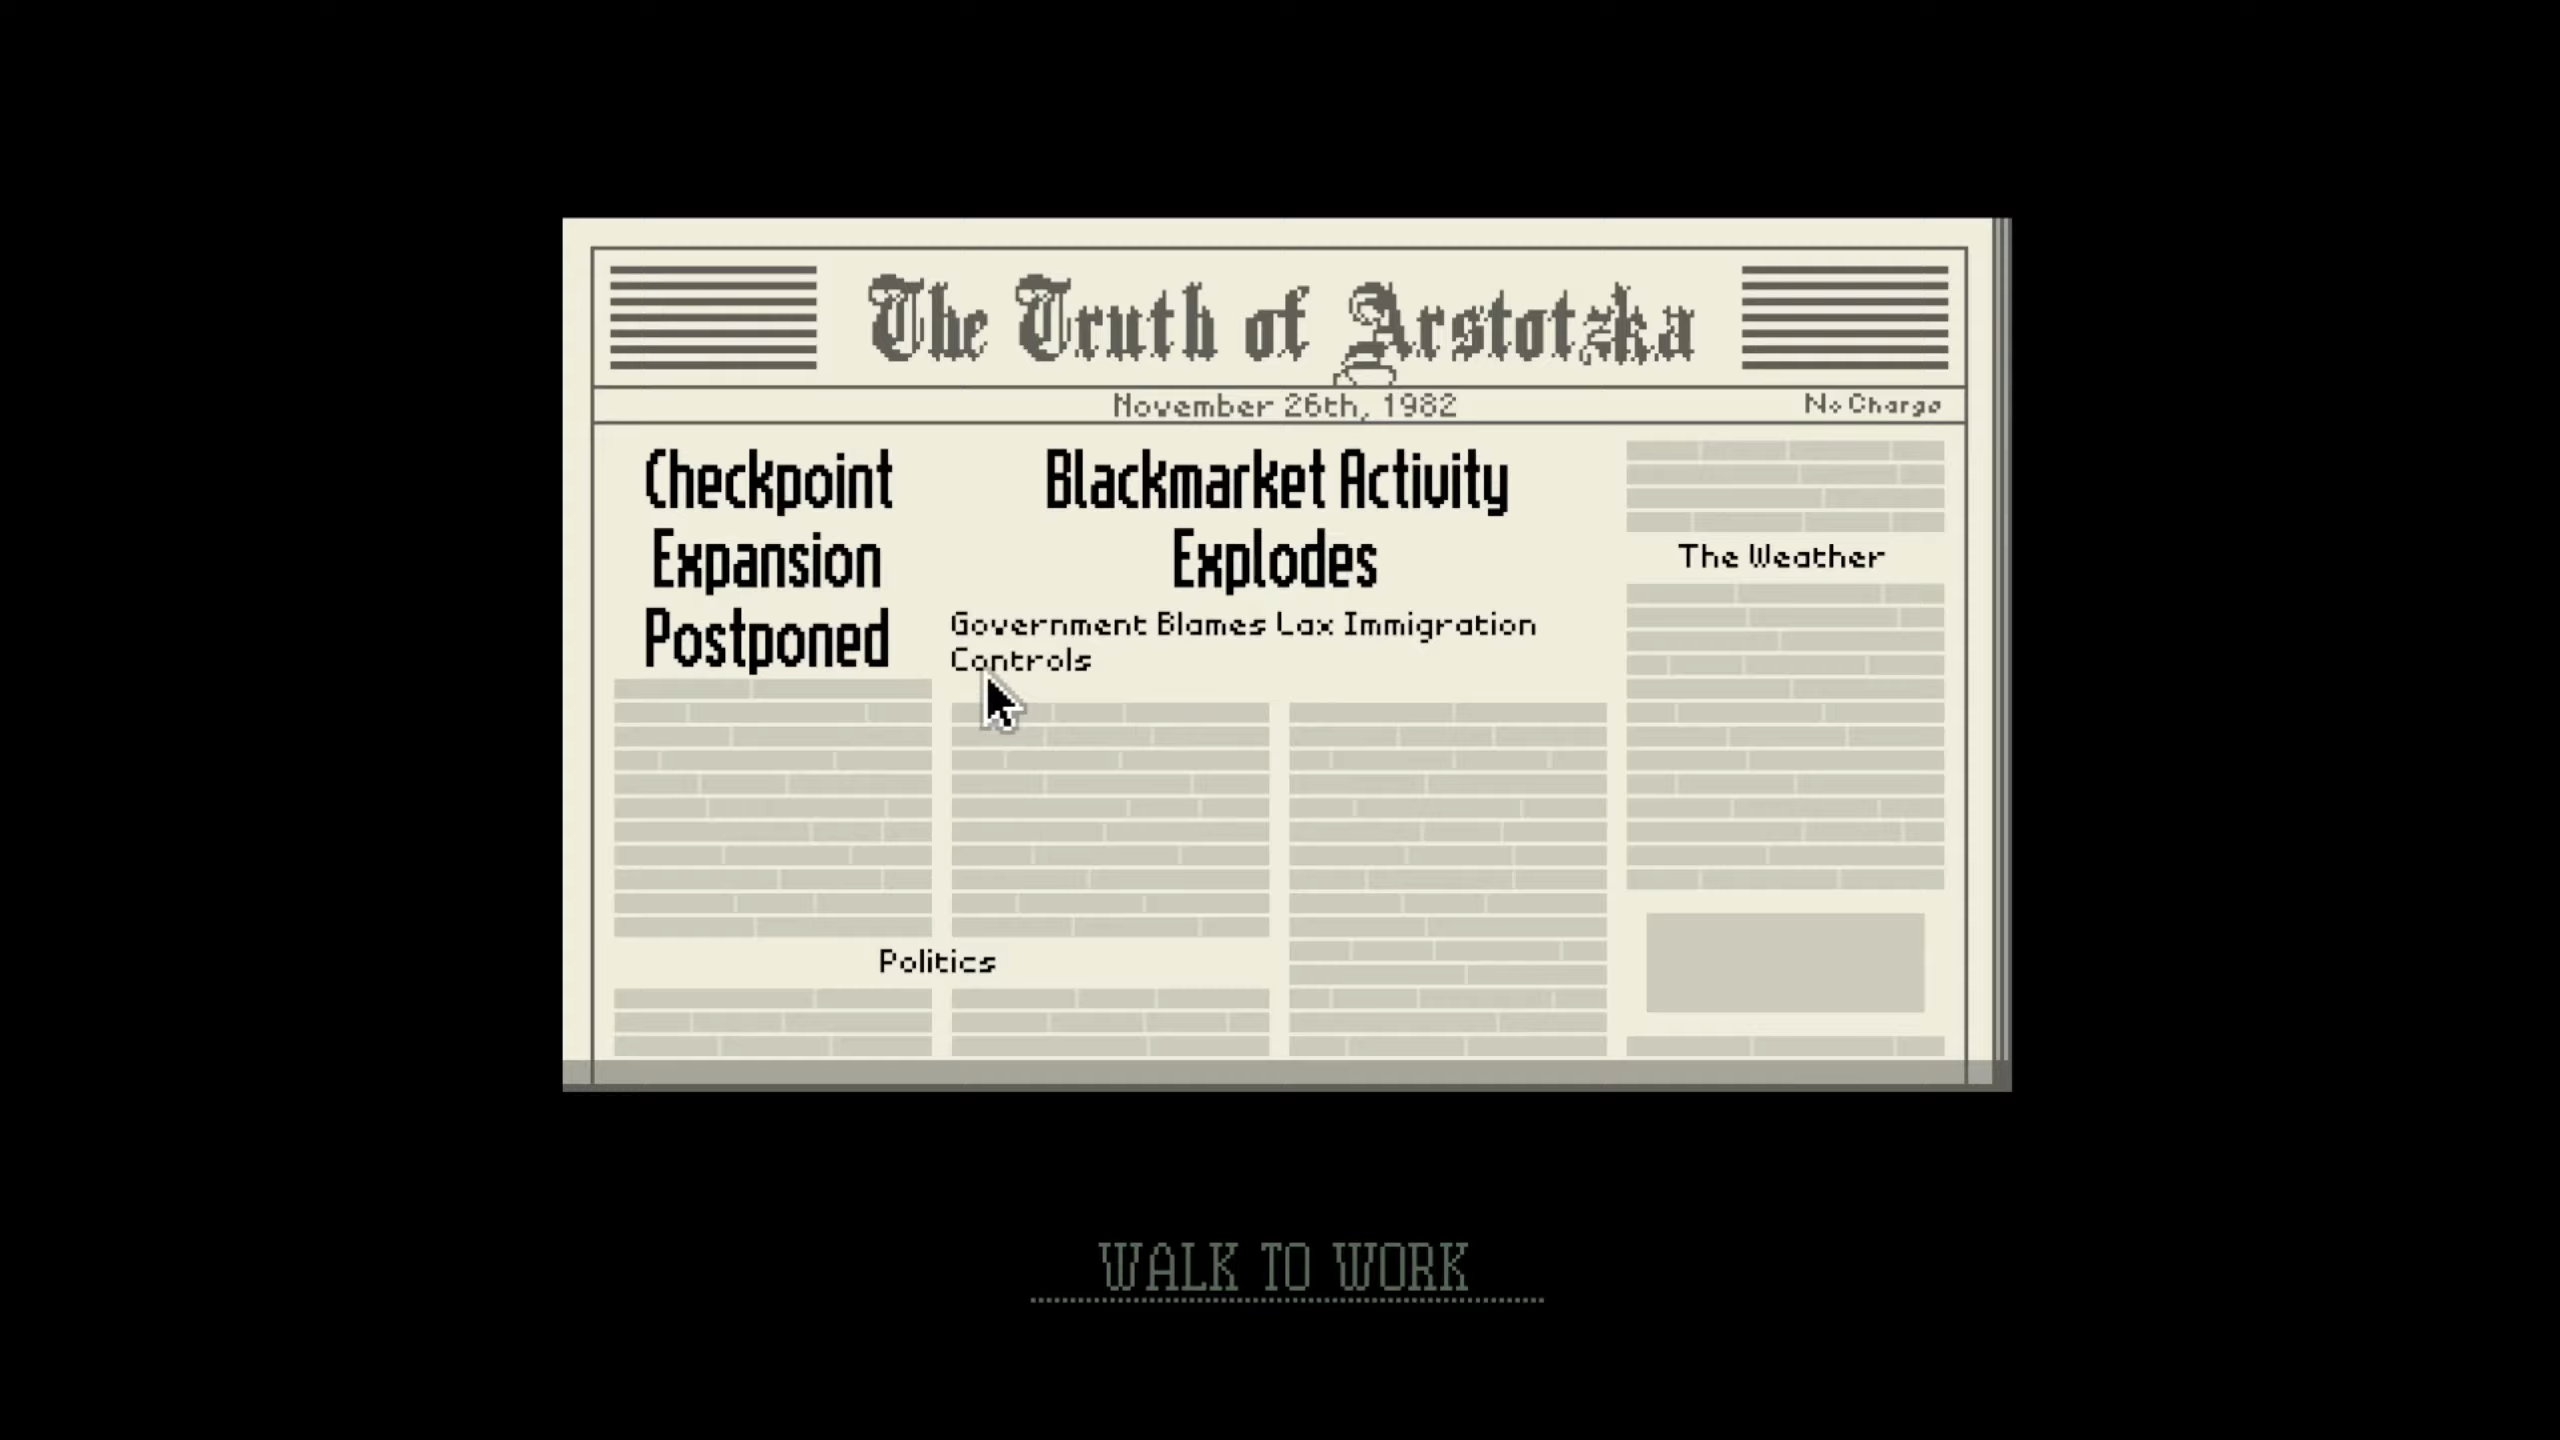 The Truth of Arstotzka
November 26th, 1982
No Charge
Checkpoint
Expansion
Postponed
Blackmarket Activity
Explodes
Government Blames Lax Immigration
Controls
The Weather
Politics
WALK TO WORK